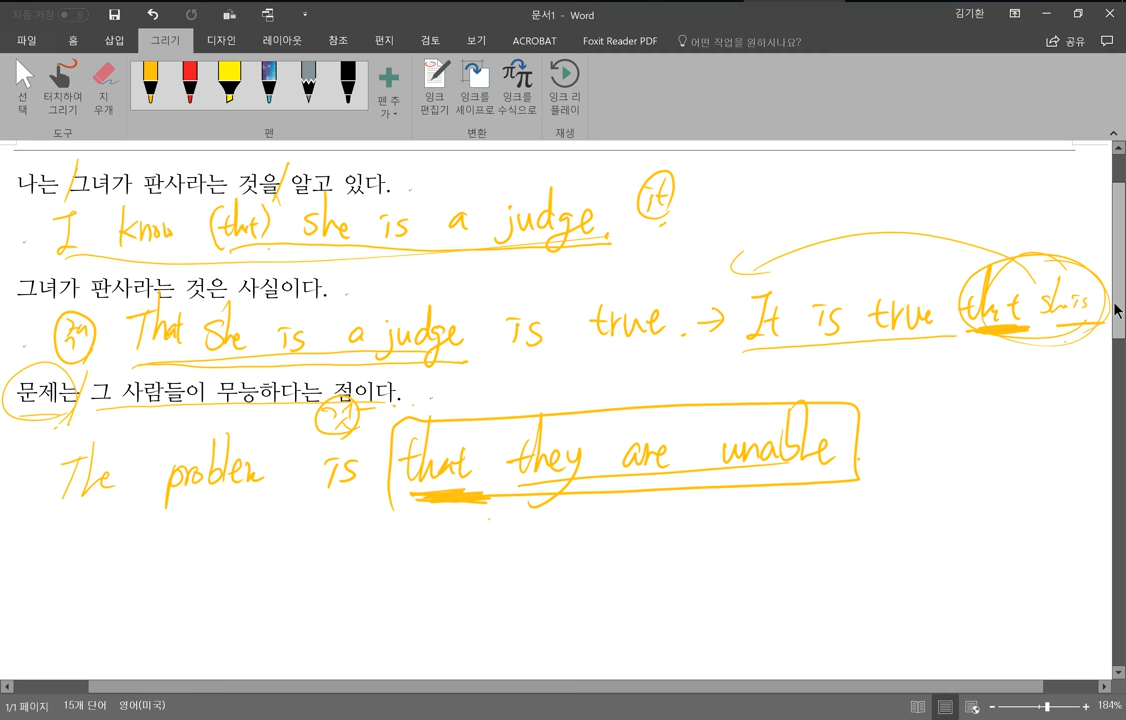 자동 저장 끔 문서1 - Word 김기환
파일 홈 삽입 그리기 디자인 레이아웃 참조 편지 검토 보기 ACROBAT Foxit Reader PDF 어떤 작업을 원하시나요? 공유
선택 터치하여 그리기 지우개 펜 추가 잉크 편집기 잉크를 셰이프로 잉크를 수식으로 잉크 리플레이
도구 펜 변환 재생
나는 그녀가 판사라는 것을 알고 있다.
I know (that) she is a judge. it
그녀가 판사라는 것은 사실이다.
That she is a judge is true. → It is true that she is
문제는 그 사람들이 무능하다는 점이다.
것
The problem is that they are unable
1/1 페이지 15개 단어 영어(미국) 184%